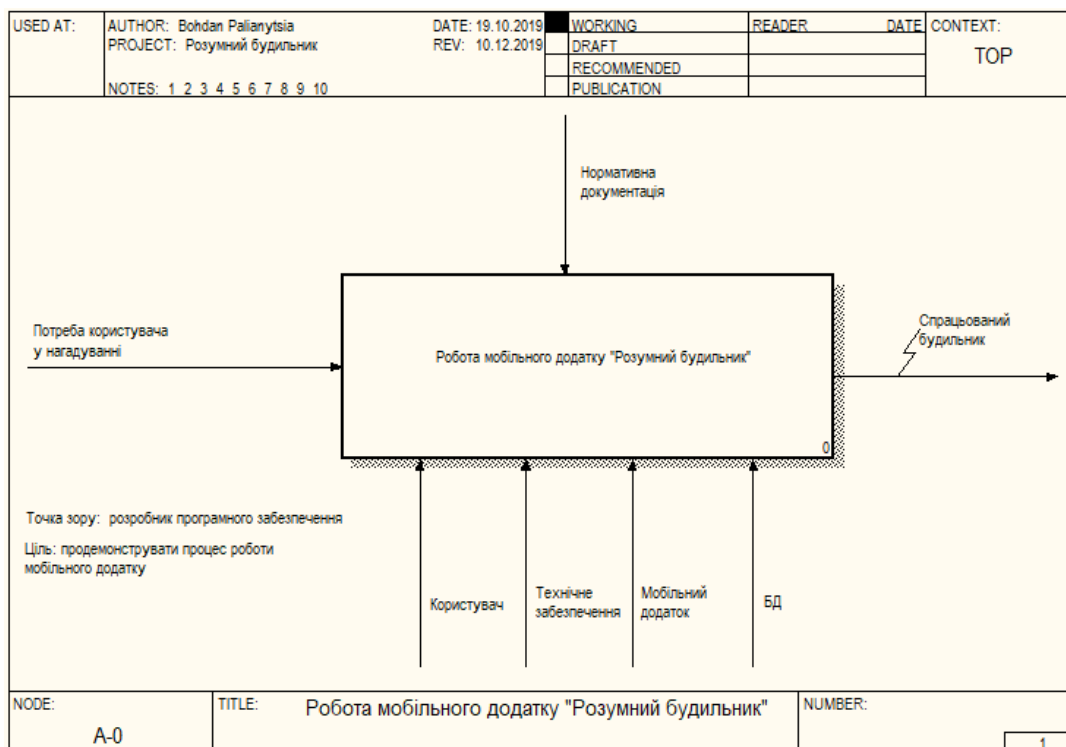 USED AT:
AUTHOR: Bohdan Palianytsia
DATE: 19.10.2019
WORKING
READER
DATE
CONTEXT:
PROJECT: Розумний будильник
REV: 10.12.2019
DRAFT
TOP
RECOMMENDED
NOTES: 1 2 3 4 5 6 7 8 9 10
PUBLICATION
Нормативна
документація
Потреба користувача
у нагадуванні
Робота мобільного додатку "Розумний будильник"
0
Спрацьований
будильник
Точка зору: розробник програмного забезпечення
Ціль: продемонструвати процес роботи
мобільного додатку
Користувач
Технічне
забезпечення
Мобільний
додаток
БД
NODE:
A-0
TITLE:
Робота мобільного додатку "Розумний будильник"
NUMBER:
1